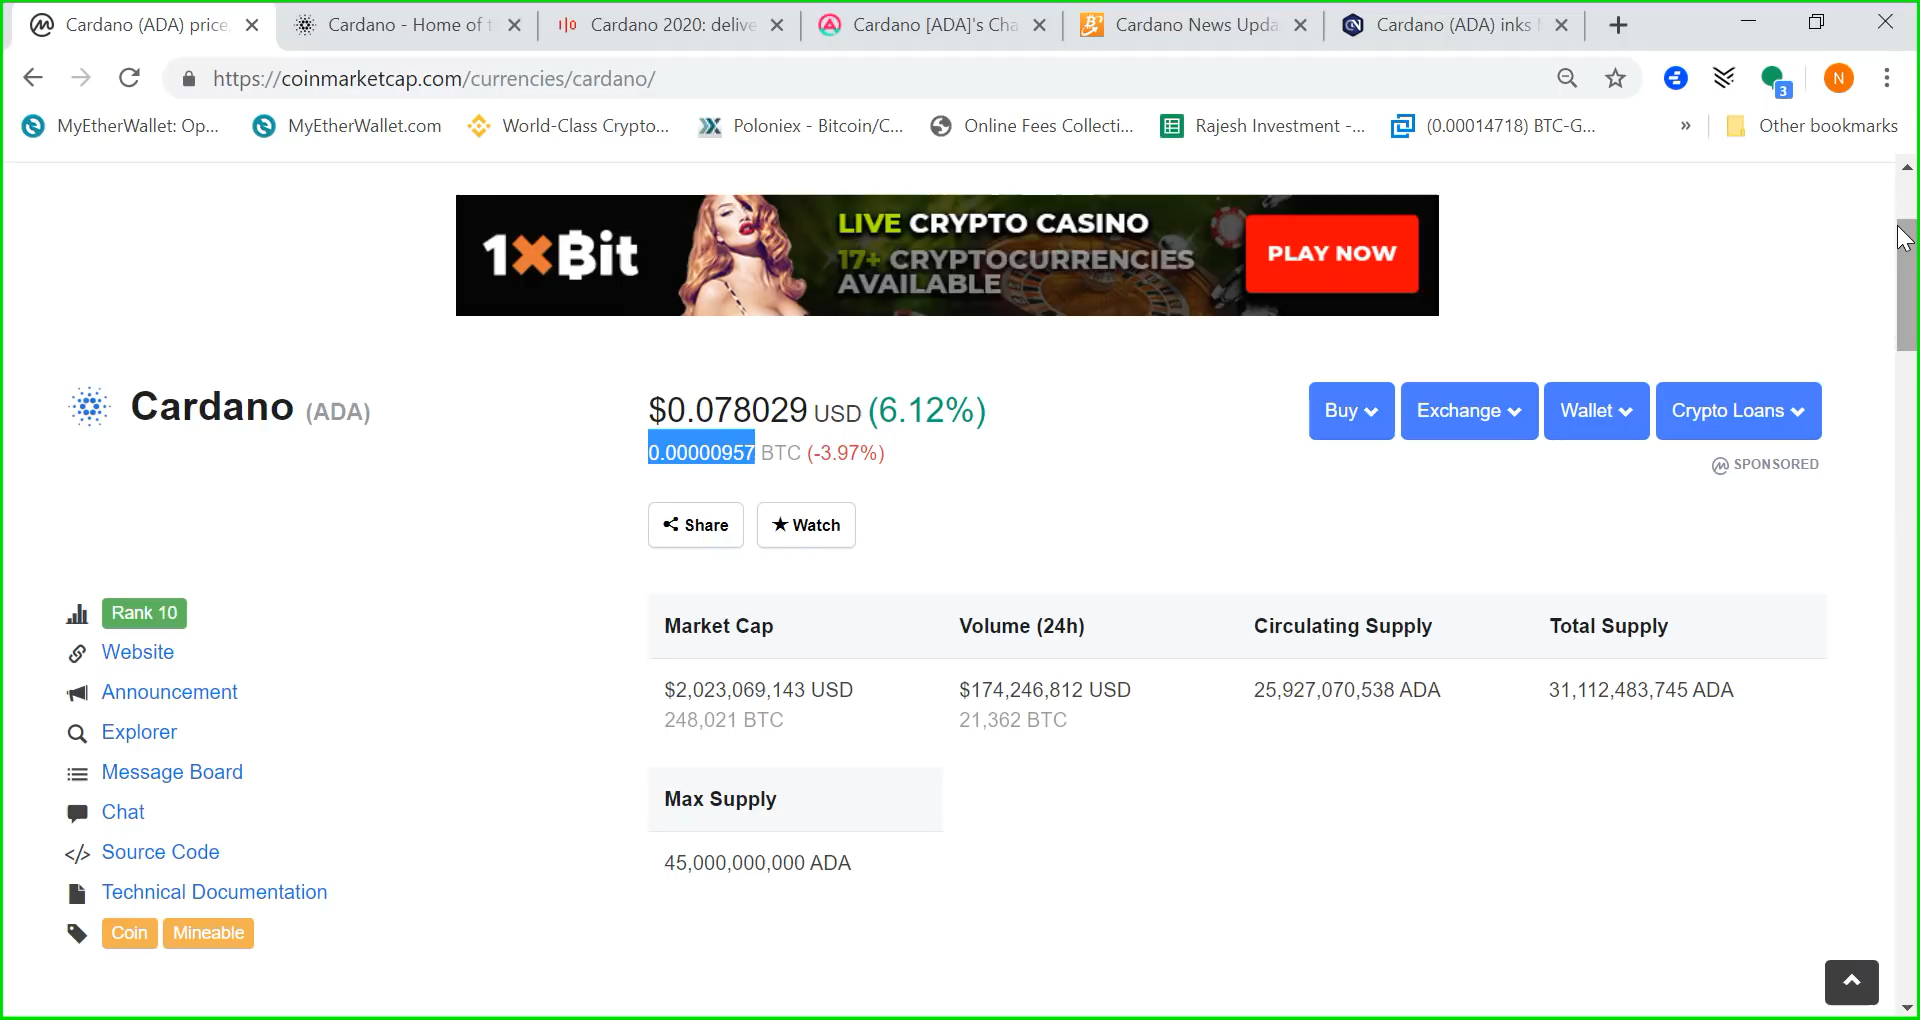 Cardano (ADA) price
Cardano - Home of t
Cardano 2020: delive
Cardano [ADA]'s Cha
Cardano News Upda
Cardano (ADA) inks
https://coinmarketcap.com/currencies/cardano/
N
3
MyEtherWallet: Op...
MyEtherWallet.com
World-Class Crypto...
Poloniex - Bitcoin/C...
Online Fees Collecti...
Rajesh Investment -...
(0.00014718) BTC-G...
»
Other bookmarks
1XBit
LIVE CRYPTO CASINO
17+ CRYPTOCURRENCIES
AVAILABLE
PLAY NOW
Cardano (ADA)
$0.078029 USD (6.12%)
0.00000957 BTC (-3.97%)
Buy
Exchange
Wallet
Crypto Loans
SPONSORED
Share
Watch
Rank 10
Website
Announcement
Explorer
Message Board
Chat
Source Code
Technical Documentation
Coin Mineable
Market Cap Volume (24h) Circulating Supply Total Supply
$2,023,069,143 USD $174,246,812 USD 25,927,070,538 ADA 31,112,483,745 ADA
248,021 BTC 21,362 BTC
Max Supply
45,000,000,000 ADA